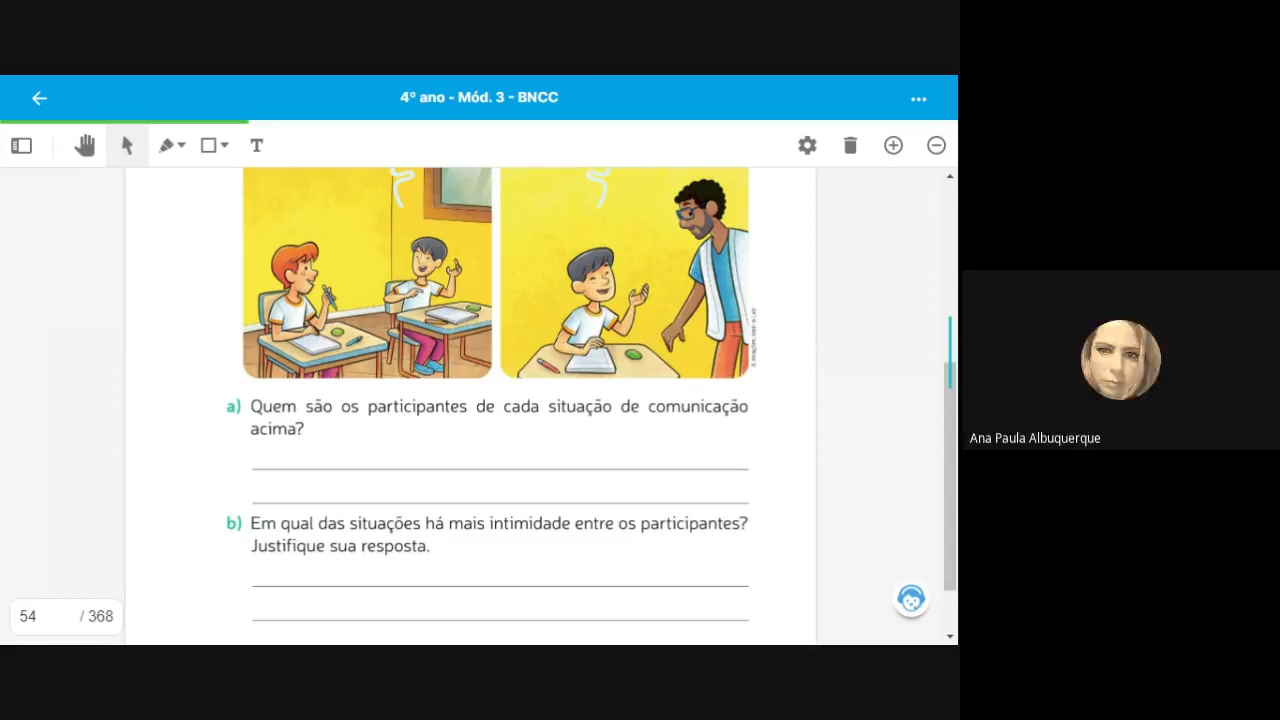 4º ano - Mód. 3 - BNCC
T
a) Quem são os participantes de cada situação de comunicação
acima?
b) Em qual das situações há mais intimidade entre os participantes?
Justifique sua resposta.
54 / 368
Ana Paula Albuquerque